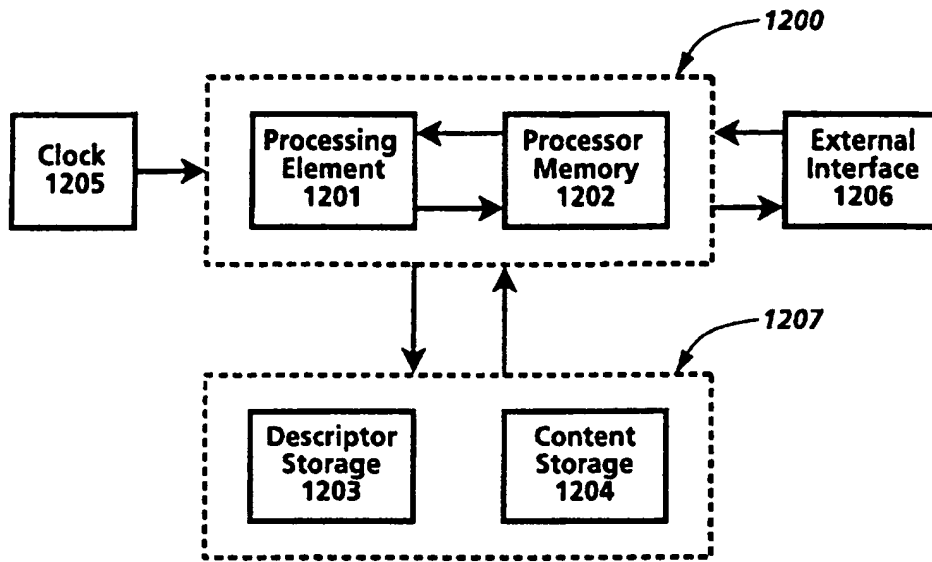 1200
Clock
1205
Processing
Element
1201
Processor
Memory
1202
External
Interface
1206
1207
Descriptor
Storage
1203
Content
Storage
1204